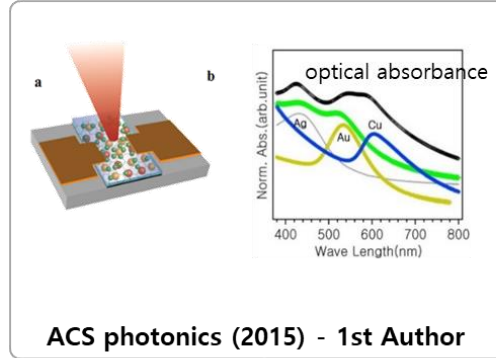 a
b
optical absorbance
Norm. Abs.(arb.unit)
Ag
Au
Cu
400 500 600 700 800
Wave Length(nm)
ACS photonics (2015) - 1st Author